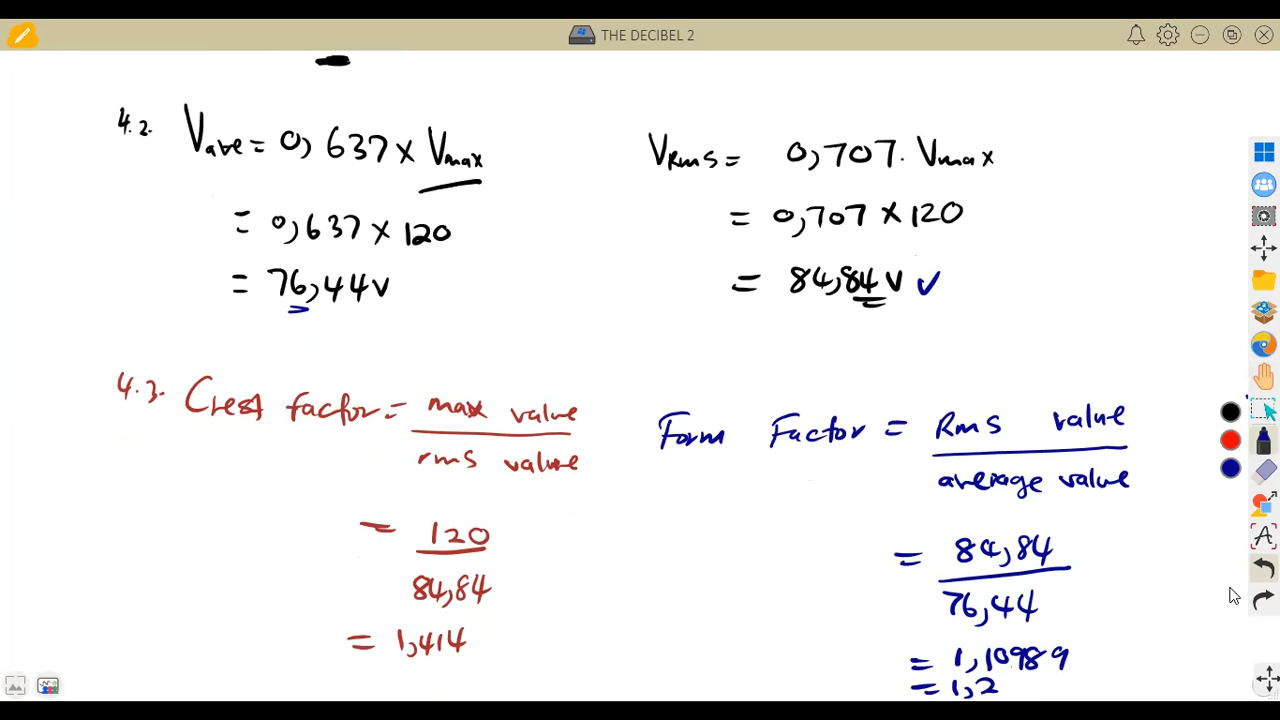 THE DECIBEL 2
4.2. Vave = 0,637 × Vmax
= 0,637 × 120
= 76,44v
VRms = 0,707 . Vmax
= 0,707 × 120
= 84,84 v ✓
4.3. Crest factor = max value
rms value
= 120
84,84
= 1,414
Form Factor = Rms value
average value
= 84,84
76,44
= 1,10989
= 1,2